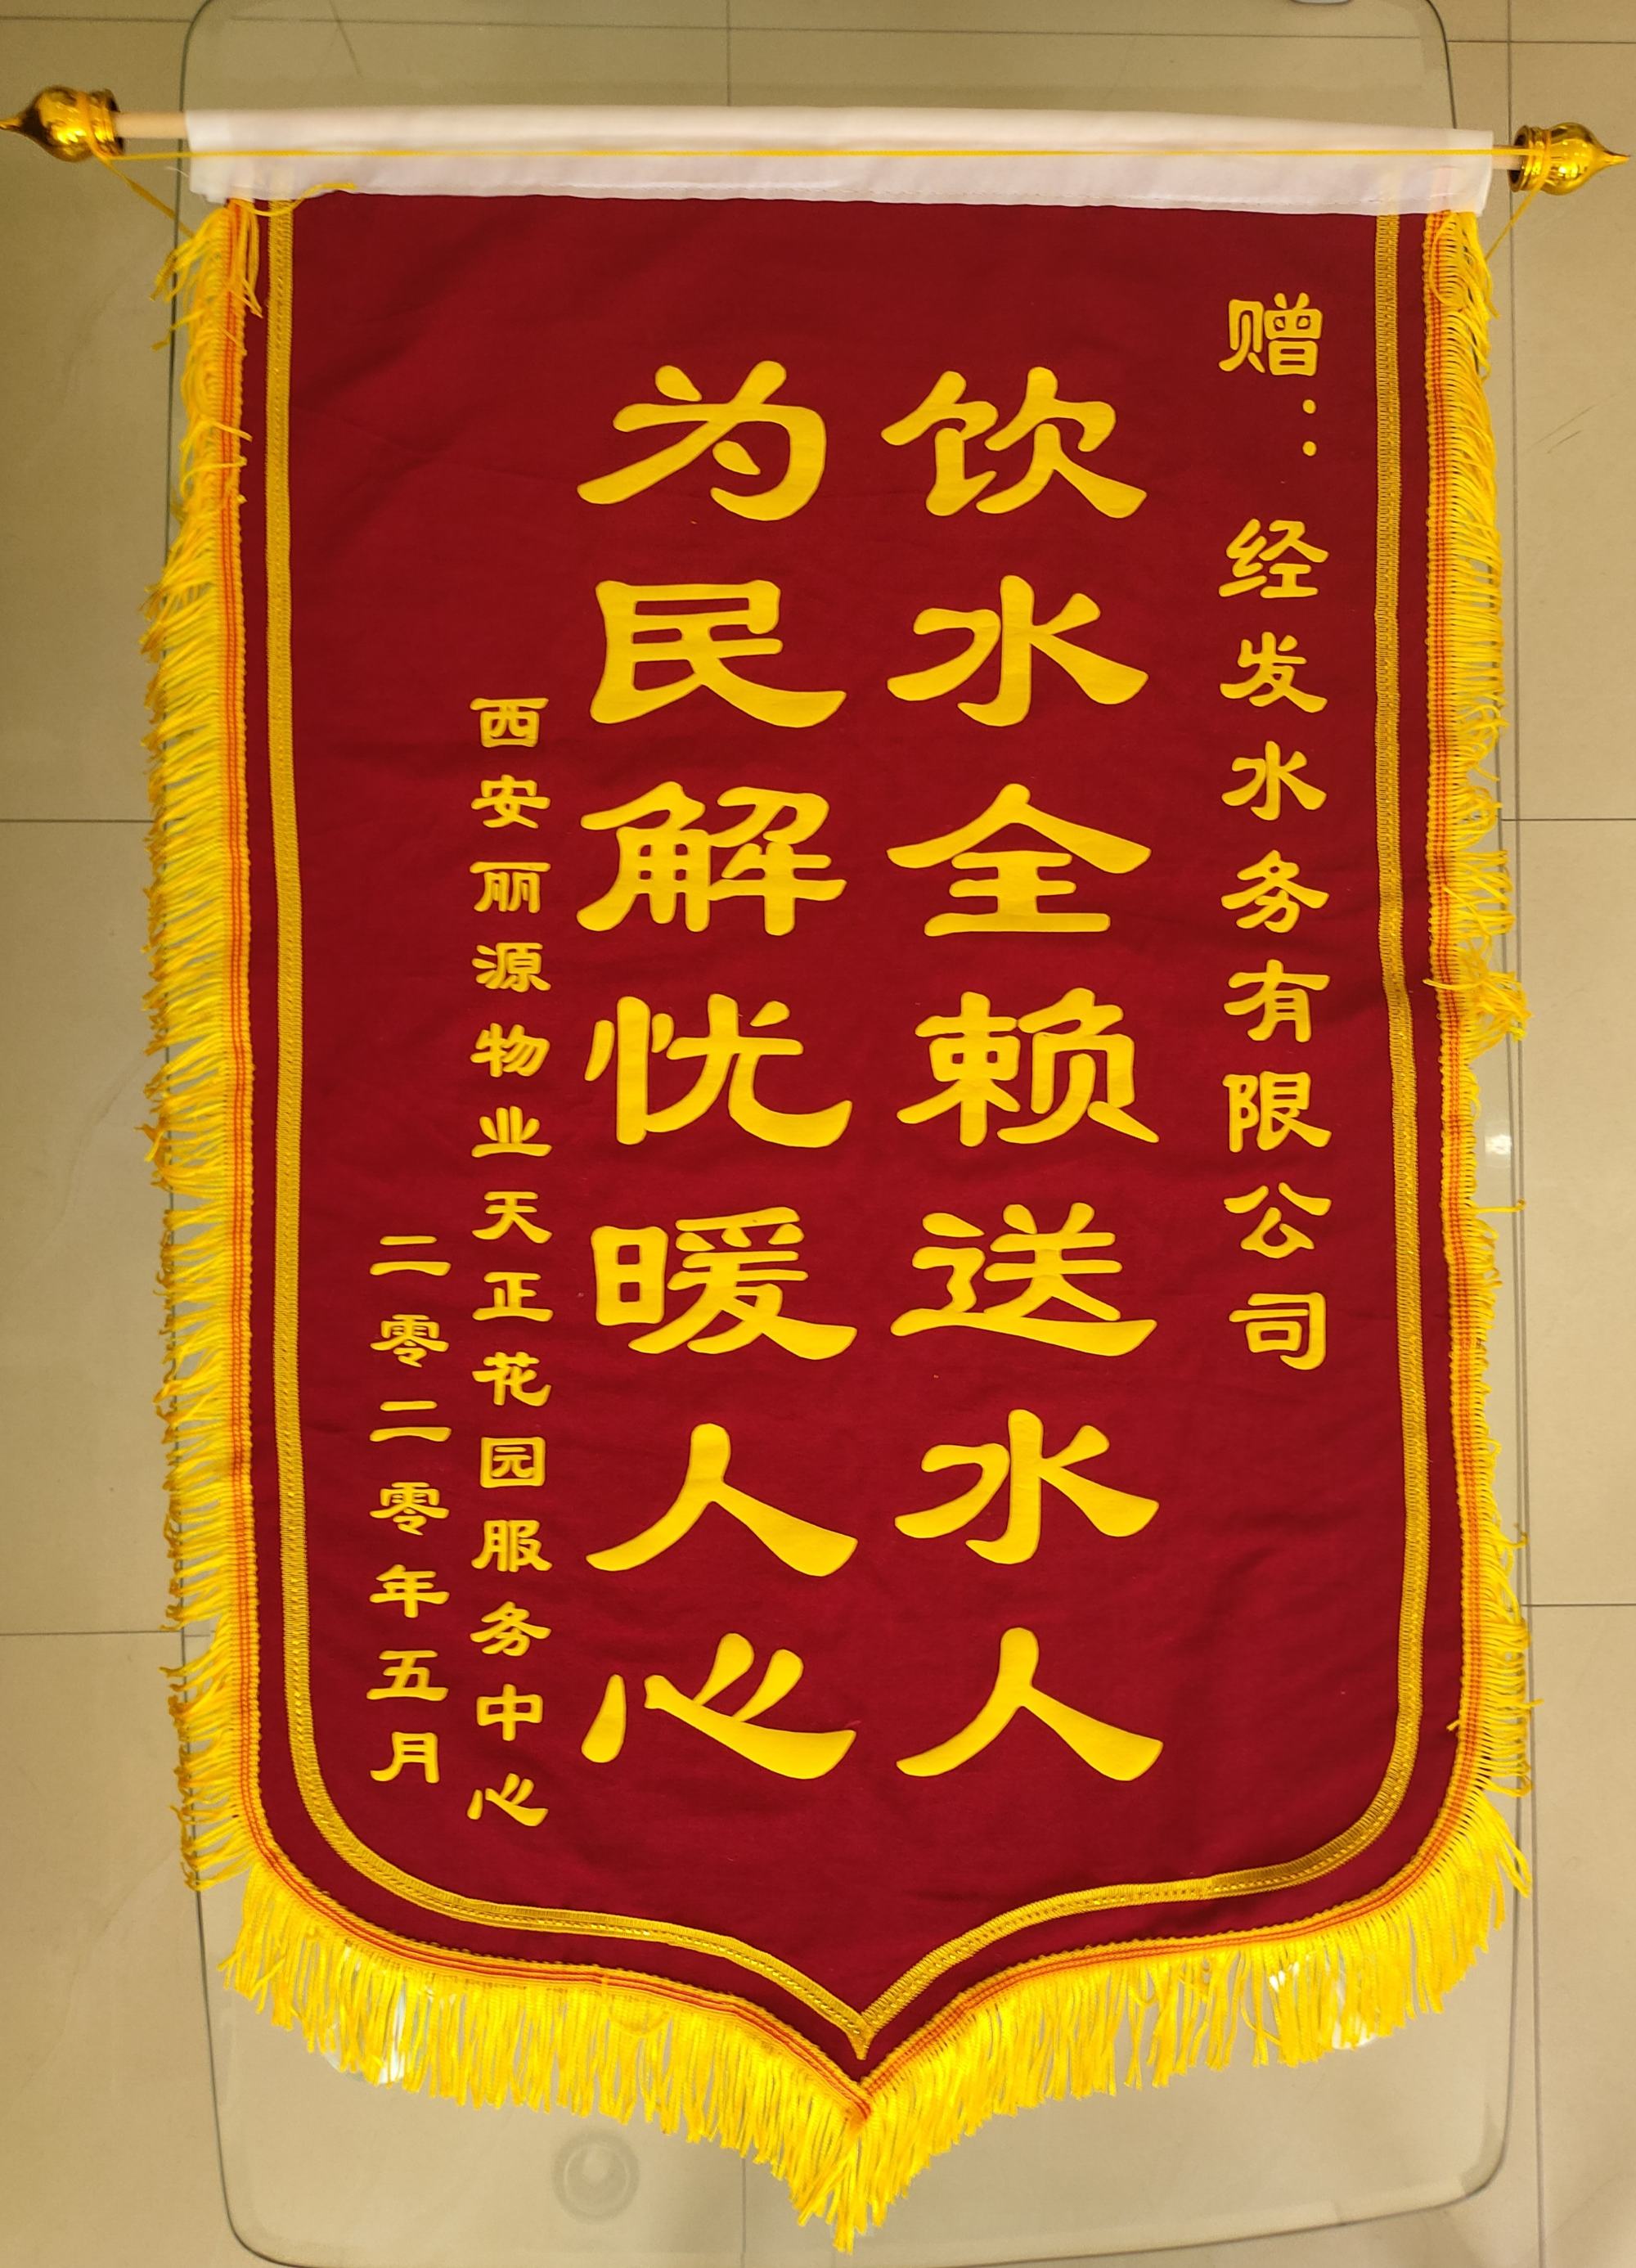 赠：经发水务有限公司
饮水全赖送水人
为民解忧暖人心
西安丽源物业天正花园服务中心
二零二零年五月